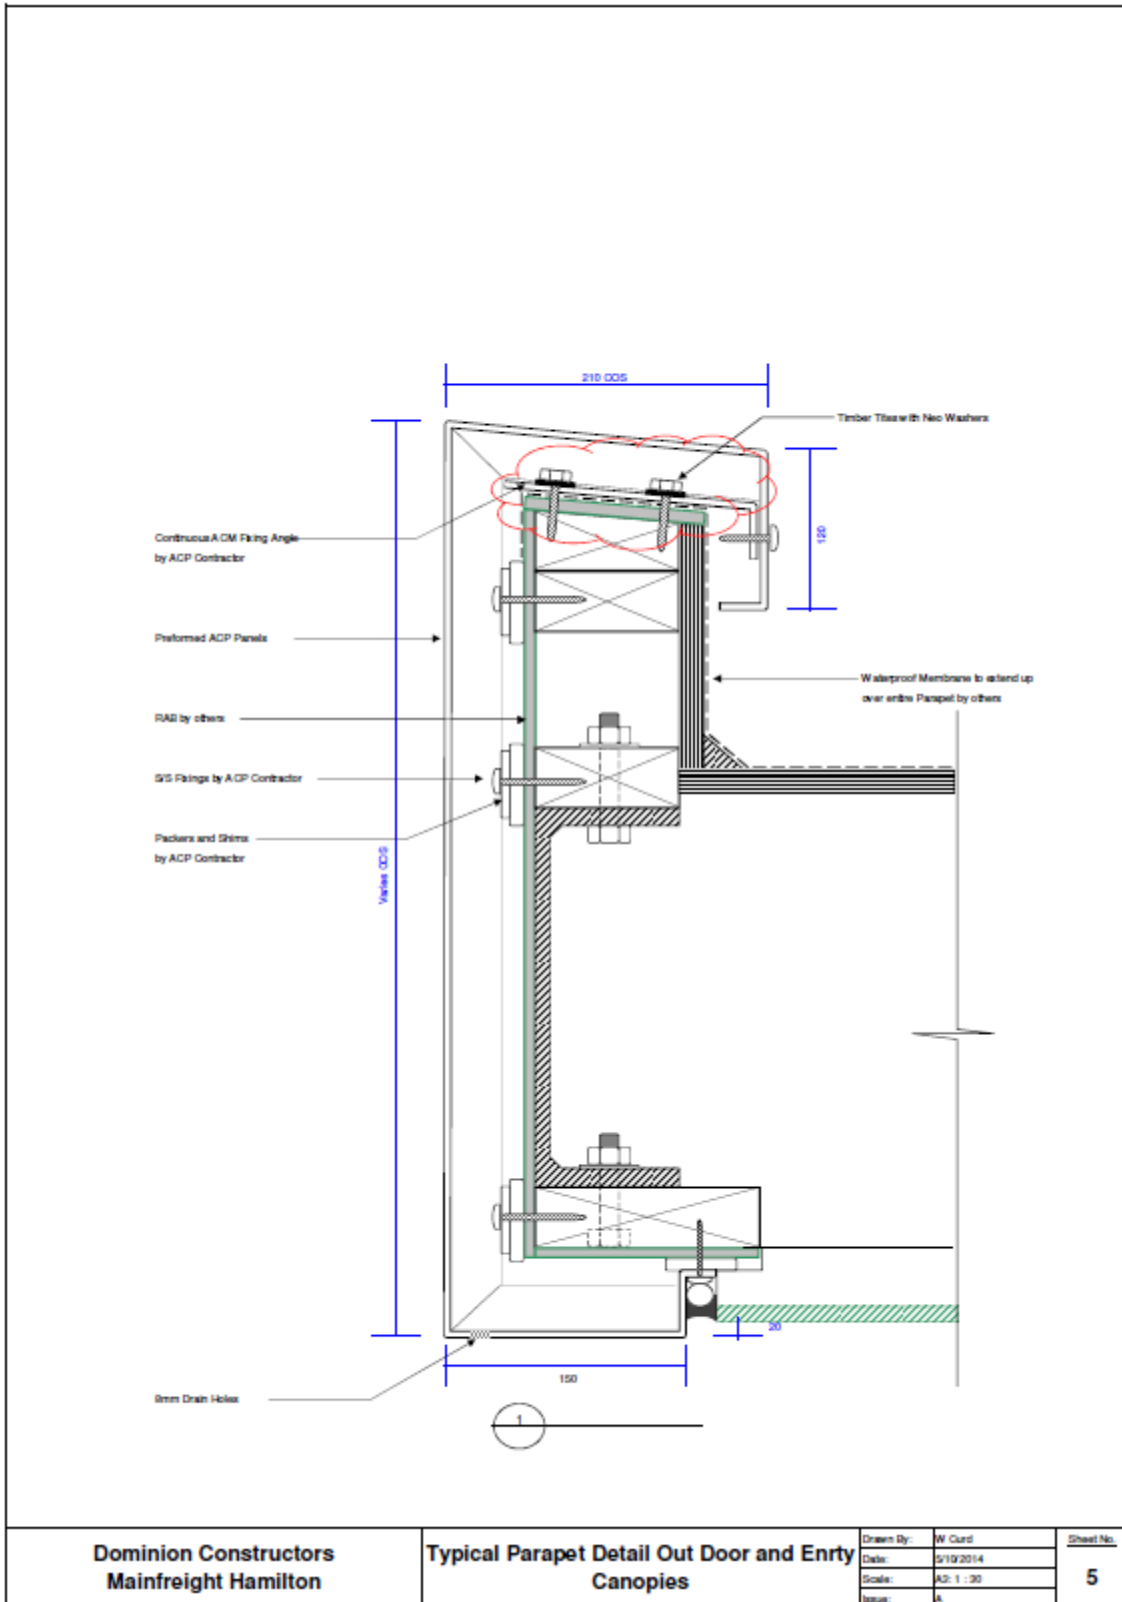 210 ODS
Timber Tites with Neo Washers
120
Continuous ACM Fixing Angle
by ACP Contractor
Preformed ACP Panels
Waterproof Membrane to extend up
over entire Parapet by others
RAB by others
S/S Fixings by ACP Contractor
Packers and Shims
by ACP Contractor
Varies ODS
20
150
8mm Drain Holes
1
Dominion Constructors
Mainfreight Hamilton
Typical Parapet Detail Out Door and Enrty
Canopies
Drawn By: W Curd
Date: 5/10/2014
Scale: A3: 1 : 30
Issue: A
Sheet No.
5